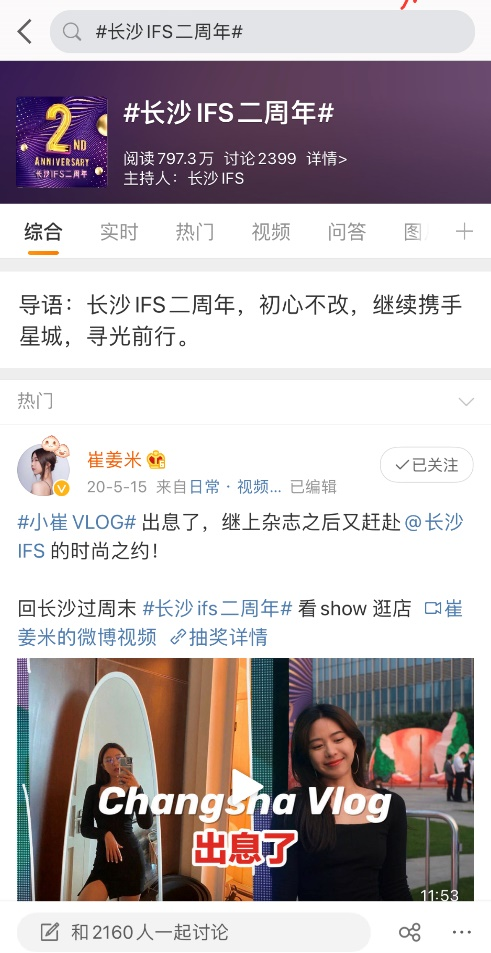 #长沙IFS二周年#
2ND
ANNIVERSARY
长沙IFS二周年
#长沙IFS二周年#
阅读797.3万 讨论2399 详情>
主持人：长沙IFS
综合 实时 热门 视频 问答 图
导语：长沙IFS二周年，初心不改，继续携手
星城，寻光前行。
热门
崔姜米
20-5-15 来自日常·视频... 已编辑
已关注
#小崔VLOG# 出息了，继上杂志之后又赶赴@长沙
IFS 的时尚之约！
回长沙过周末 #长沙ifs二周年# 看show 逛店 崔
姜米的微博视频 抽奖详情
Changsha Vlog
出息了
11:53
和2160人一起讨论